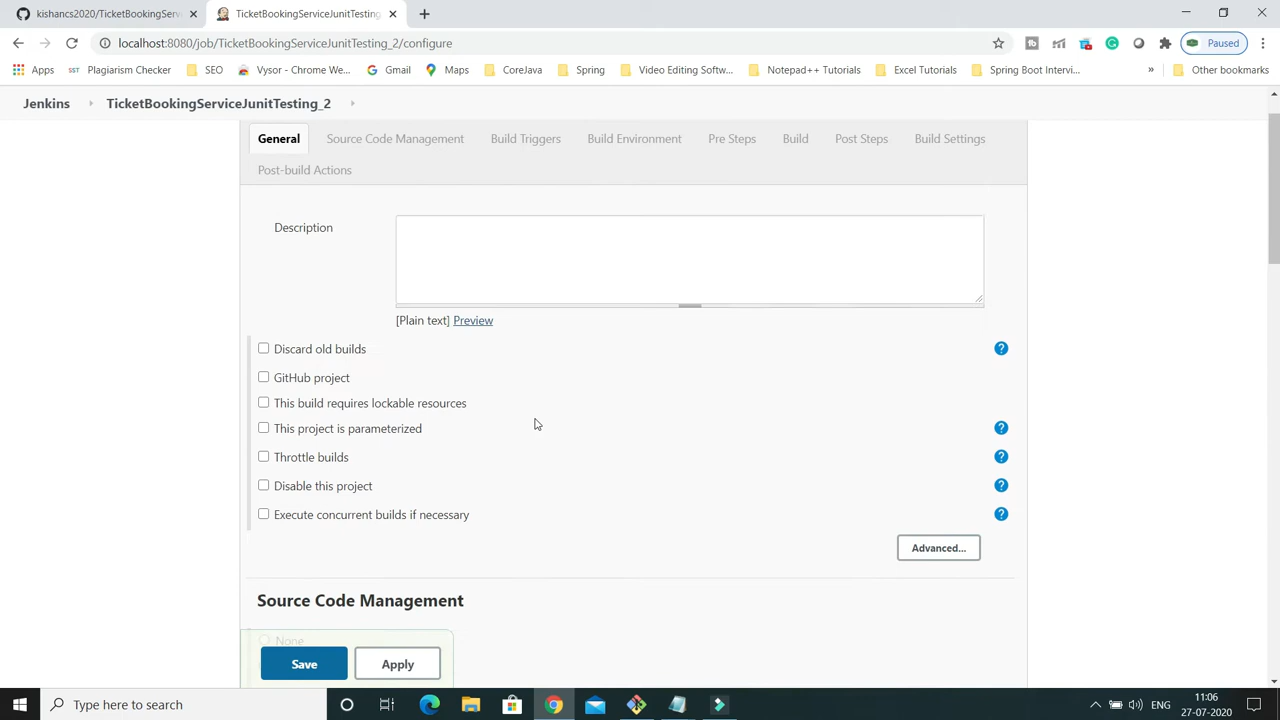 kishancs2020/TicketBookingServ
TicketBookingServiceJunitTesting_
localhost:8080/job/TicketBookingServiceJunitTesting_2/configure
Paused
Apps
SST
Plagiarism Checker
SEO
Vysor - Chrome We...
Gmail
Maps
CoreJava
Spring
Video Editing Softw...
Notepad++ Tutorials
Excel Tutorials
Spring Boot Intervi...
»
Other bookmarks
Jenkins
TicketBookingServiceJunitTesting_2
General
Source Code Management
Build Triggers
Build Environment
Pre Steps
Build
Post Steps
Build Settings
Post-build Actions
Description
[Plain text] Preview
Discard old builds
?
GitHub project
This build requires lockable resources
This project is parameterized
?
Throttle builds
?
Disable this project
?
Execute concurrent builds if necessary
?
Advanced...
Source Code Management
None
Save
Apply
Type here to search
ENG
11:06
27-07-2020